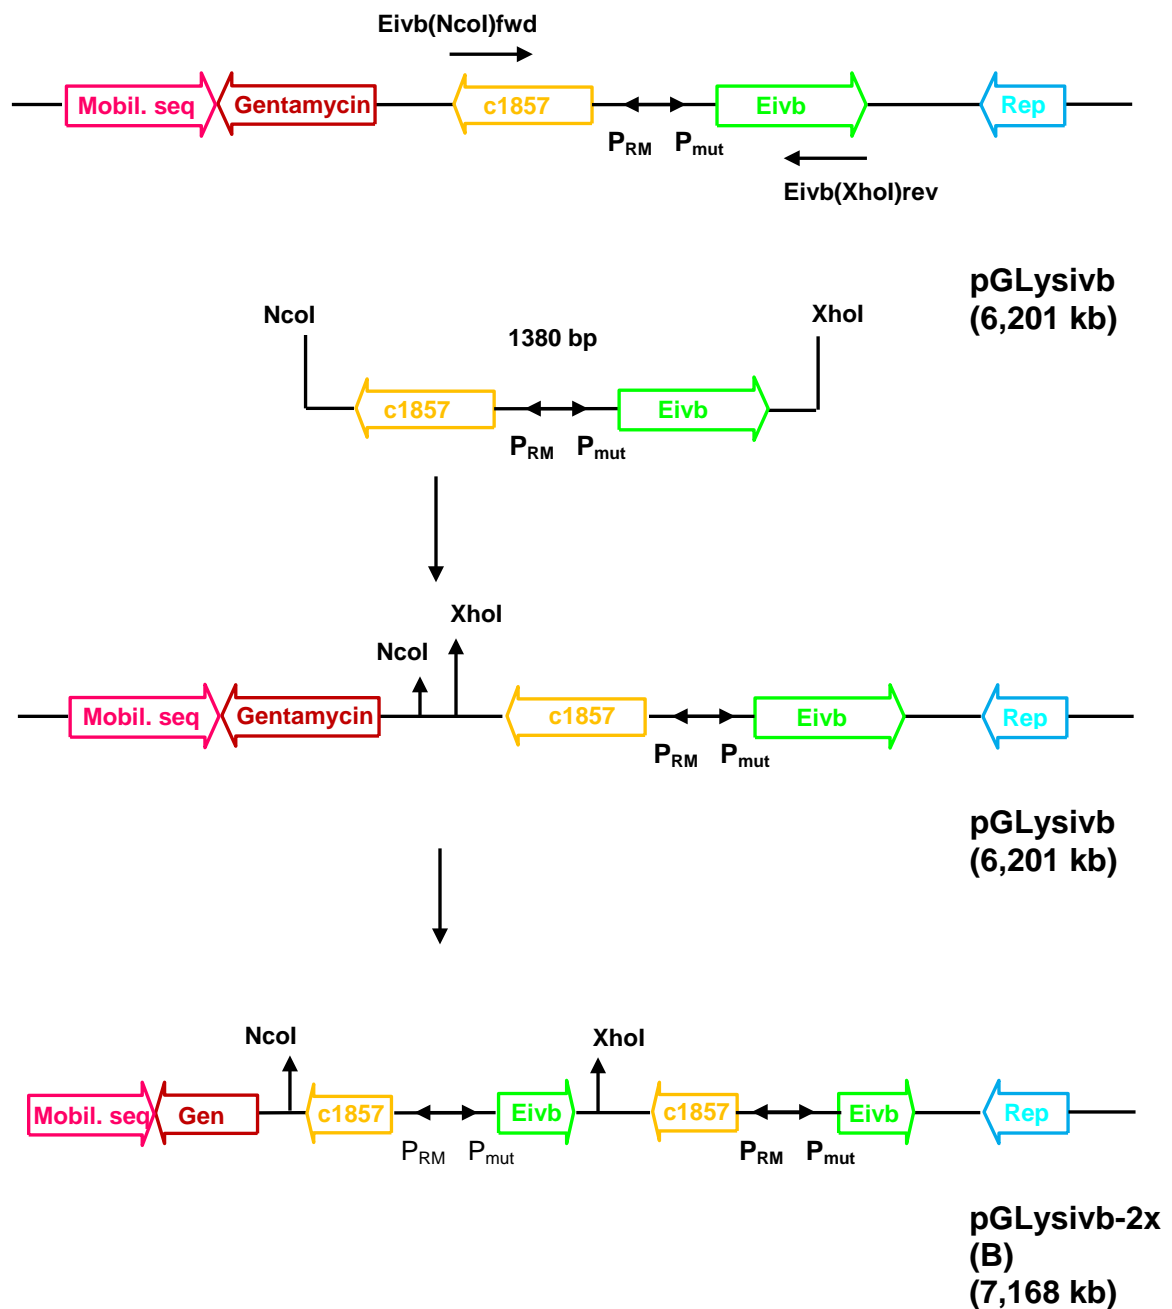 Eivb(NcoI)fwd
Mobil. seq Gentamycin c1857 Eivb Rep
PRM Pmut
Eivb(XhoI)rev
pGLysivb
(6,201 kb)
NcoI XhoI
1380 bp
c1857 Eivb
PRM Pmut
XhoI
NcoI
Mobil. seq Gentamycin c1857 Eivb Rep
PRM Pmut
pGLysivb
(6,201 kb)
NcoI XhoI
Mobil. seq Gen c1857 Eivb c1857 Eivb Rep
PRM Pmut PRM Pmut
pGLysivb-2x
(B)
(7,168 kb)